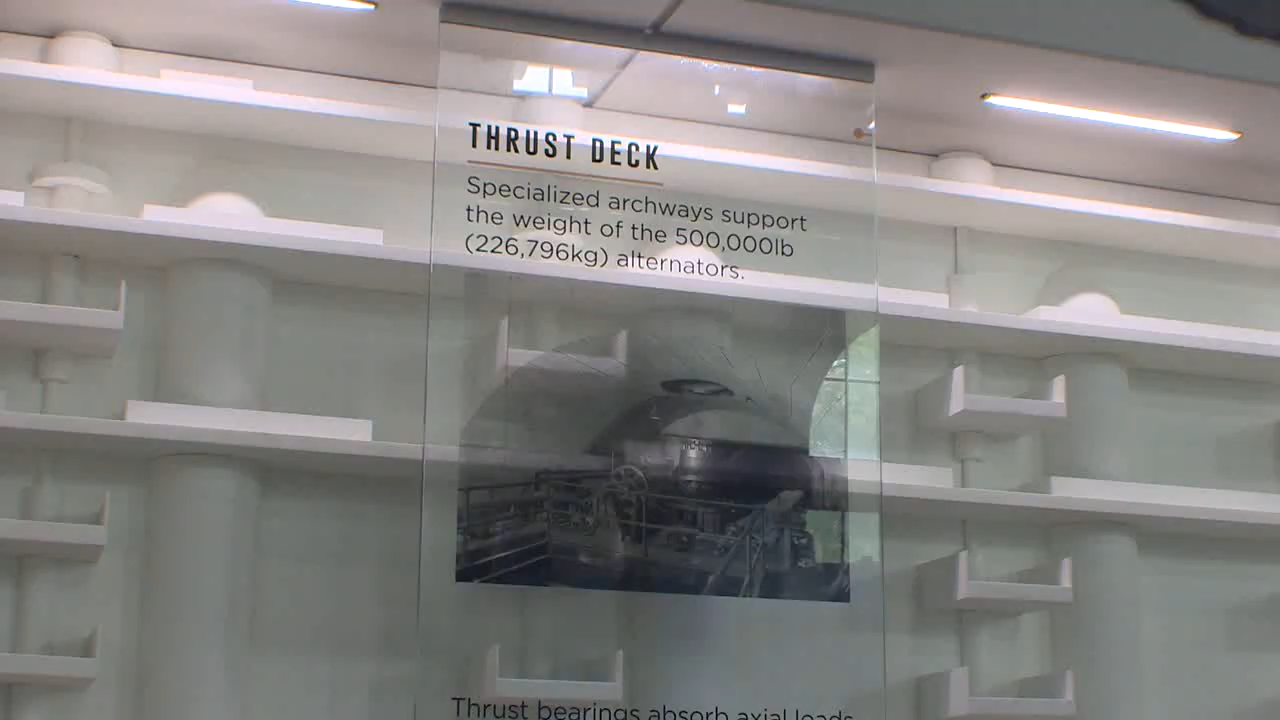 THRUST DECK
Specialized archways support
the weight of the 500,000lb
(226,796kg) alternators.
Thrust bearings absorb axial loads